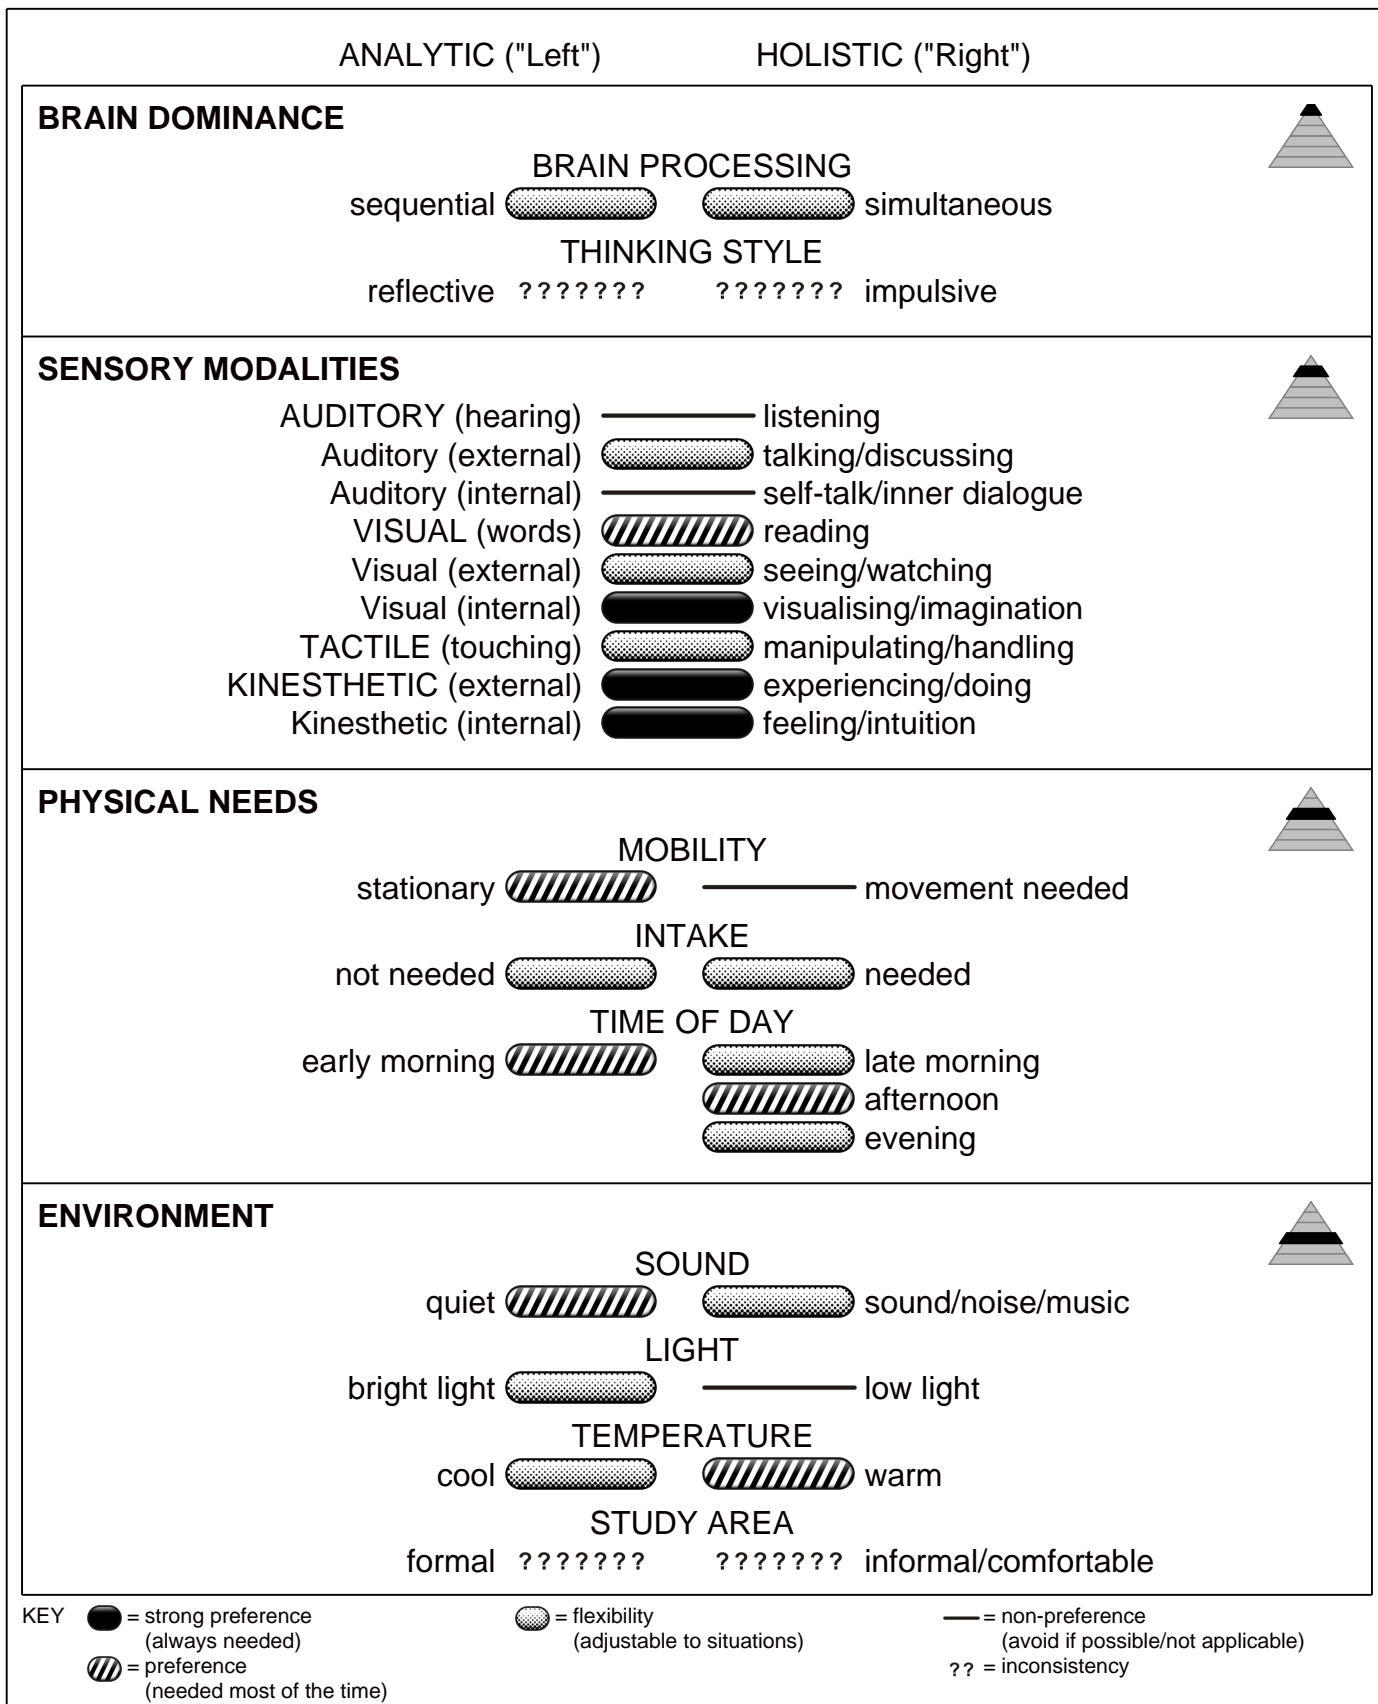 ANALYTIC ("Left") HOLISTIC ("Right")
BRAIN DOMINANCE
BRAIN PROCESSING
sequential simultaneous
THINKING STYLE
reflective ??????? ??????? impulsive
SENSORY MODALITIES
AUDITORY (hearing) listening
Auditory (external) talking/discussing
Auditory (internal) self-talk/inner dialogue
VISUAL (words) reading
Visual (external) seeing/watching
Visual (internal) visualising/imagination
TACTILE (touching) manipulating/handling
KINESTHETIC (external) experiencing/doing
Kinesthetic (internal) feeling/intuition
PHYSICAL NEEDS
MOBILITY
stationary movement needed
INTAKE
not needed needed
TIME OF DAY
early morning late morning
afternoon
evening
ENVIRONMENT
SOUND
quiet sound/noise/music
LIGHT
bright light low light
TEMPERATURE
cool warm
STUDY AREA
formal ??????? ??????? informal/comfortable
KEY = strong preference = flexibility = non-preference
(always needed) (adjustable to situations) (avoid if possible/not applicable)
= preference ?? = inconsistency
(needed most of the time)